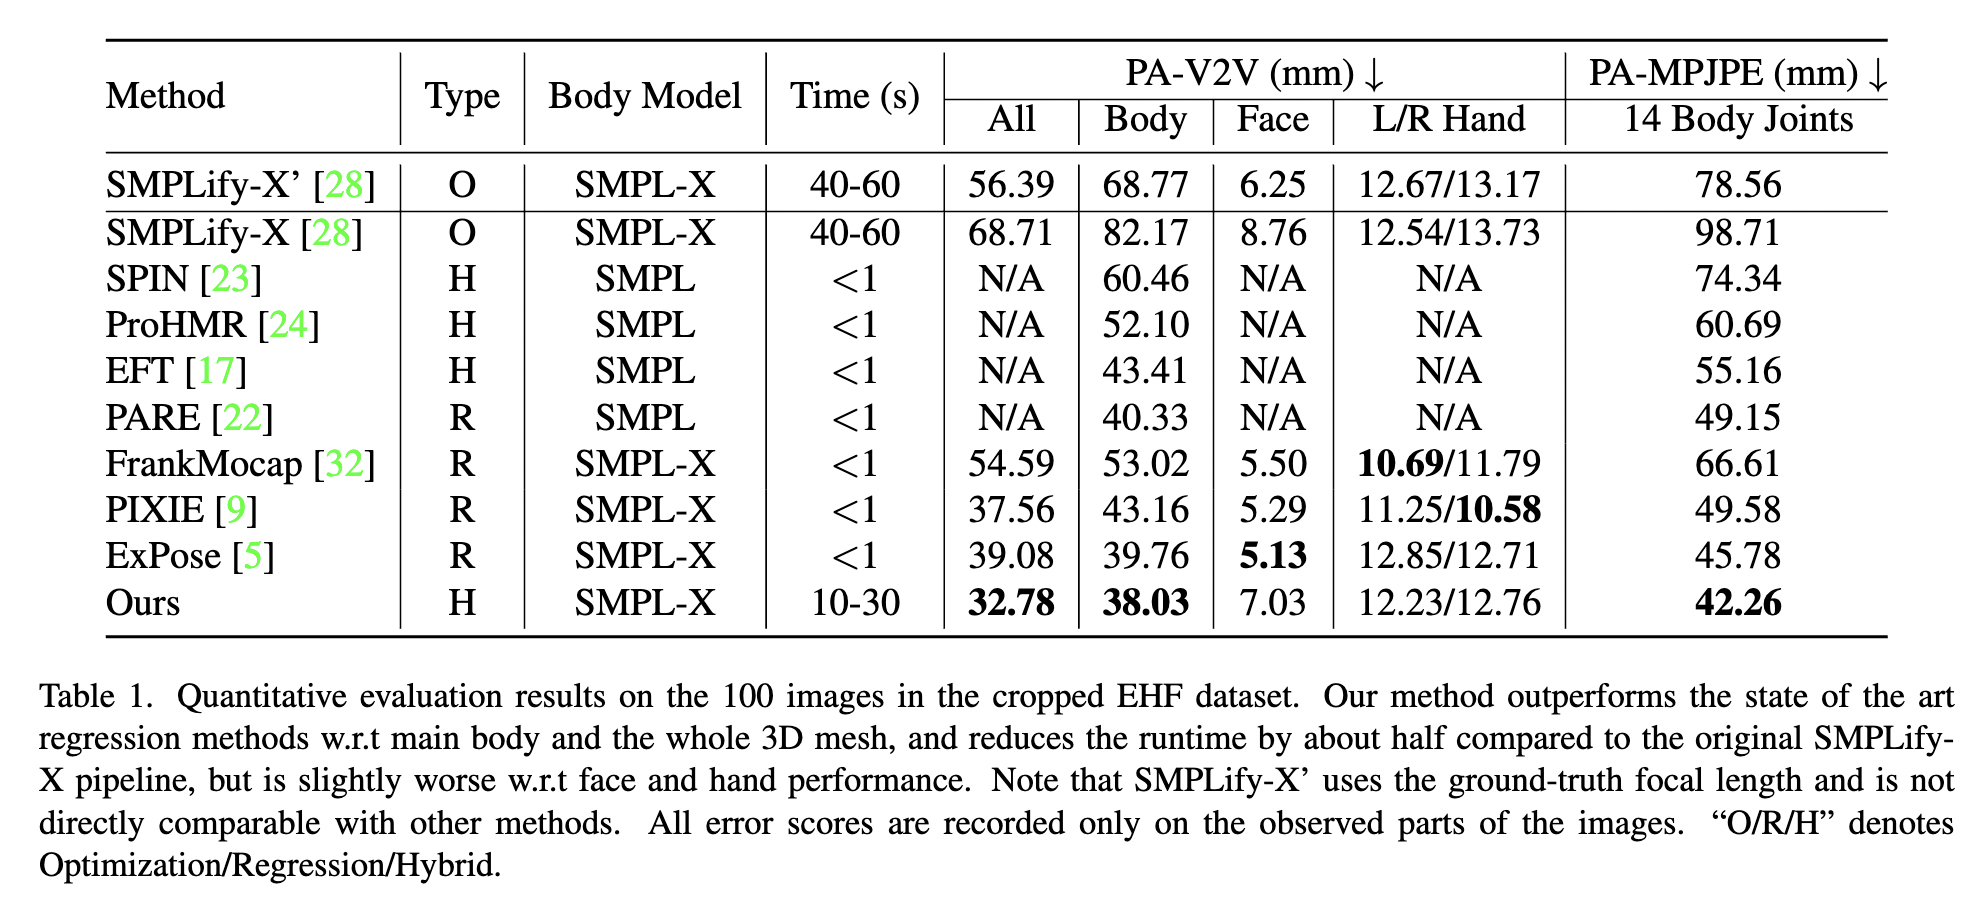 Method Type Body Model Time (s) PA-V2V (mm) ↓ PA-MPJPE (mm) ↓
All Body Face L/R Hand 14 Body Joints
SMPLify-X’ [28] O SMPL-X 40-60 56.39 68.77 6.25 12.67/13.17 78.56
SMPLify-X [28] O SMPL-X 40-60 68.71 82.17 8.76 12.54/13.73 98.71
SPIN [23] H SMPL <1 N/A 60.46 N/A N/A 74.34
ProHMR [24] H SMPL <1 N/A 52.10 N/A N/A 60.69
EFT [17] H SMPL <1 N/A 43.41 N/A N/A 55.16
PARE [22] R SMPL <1 N/A 40.33 N/A N/A 49.15
FrankMocap [32] R SMPL-X <1 54.59 53.02 5.50 10.69/11.79 66.61
PIXIE [9] R SMPL-X <1 37.56 43.16 5.29 11.25/10.58 49.58
ExPose [5] R SMPL-X <1 39.08 39.76 5.13 12.85/12.71 45.78
Ours H SMPL-X 10-30 32.78 38.03 7.03 12.23/12.76 42.26
Table 1. Quantitative evaluation results on the 100 images in the cropped EHF dataset. Our method outperforms the state of the art
regression methods w.r.t main body and the whole 3D mesh, and reduces the runtime by about half compared to the original SMPLify-
X pipeline, but is slightly worse w.r.t face and hand performance. Note that SMPLify-X’ uses the ground-truth focal length and is not
directly comparable with other methods. All error scores are recorded only on the observed parts of the images. “O/R/H” denotes
Optimization/Regression/Hybrid.